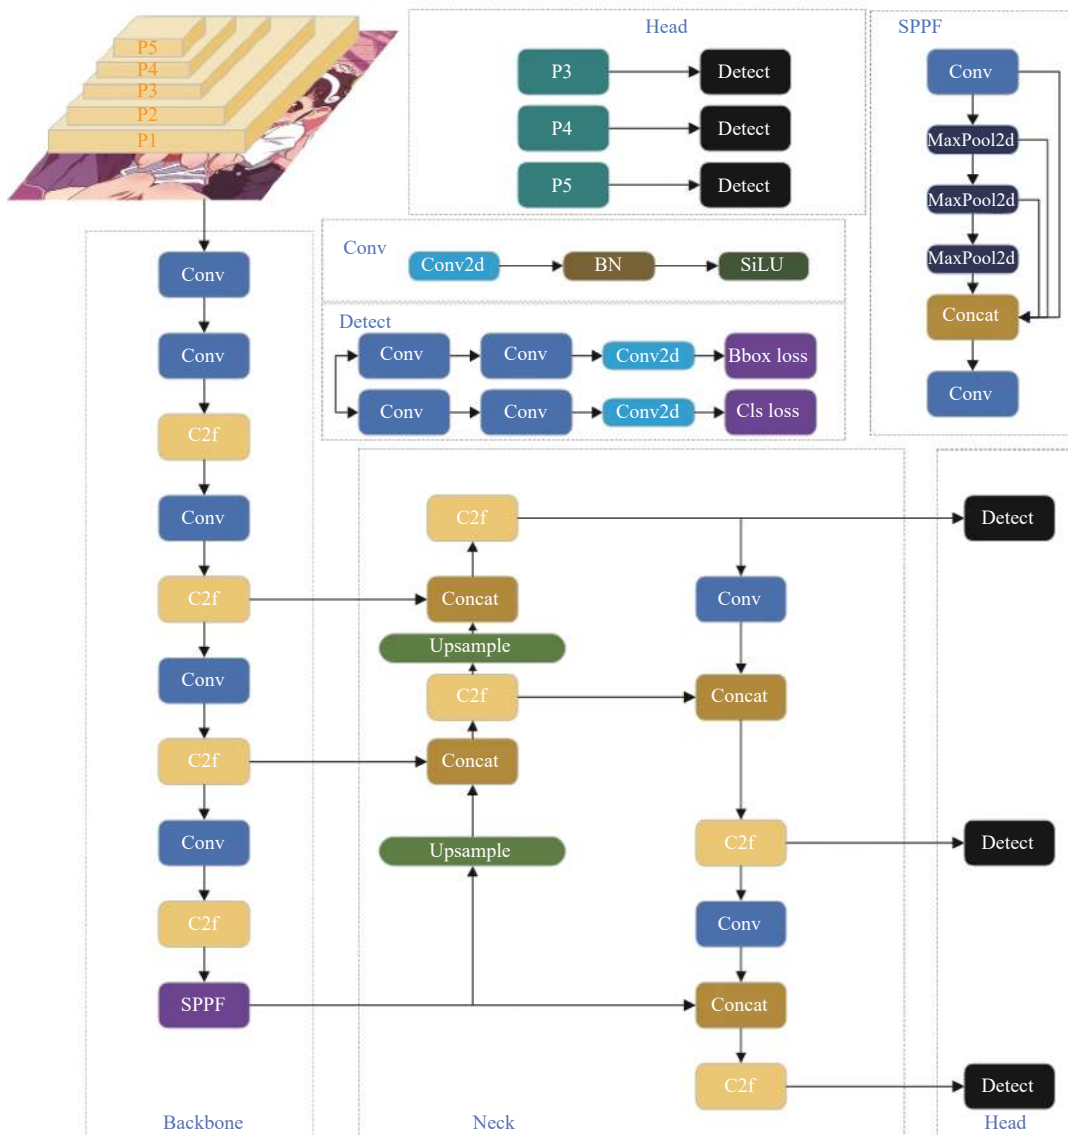 P5
P4
P3
P2
P1
Head
P3
Detect
P4
Detect
P5
Detect
SPPF
Conv
MaxPool2d
MaxPool2d
MaxPool2d
Concat
Conv
Conv
Conv2d
BN
SiLU
Detect
Conv
Conv
Conv2d
Bbox loss
Conv
Conv
Conv2d
Cls loss
Conv
Conv
C2f
Conv
C2f
Conv
C2f
Conv
C2f
SPPF
Backbone
C2f
Concat
Upsample
C2f
Concat
Upsample
Conv
Concat
C2f
Conv
Concat
C2f
Neck
Detect
Detect
Detect
Head